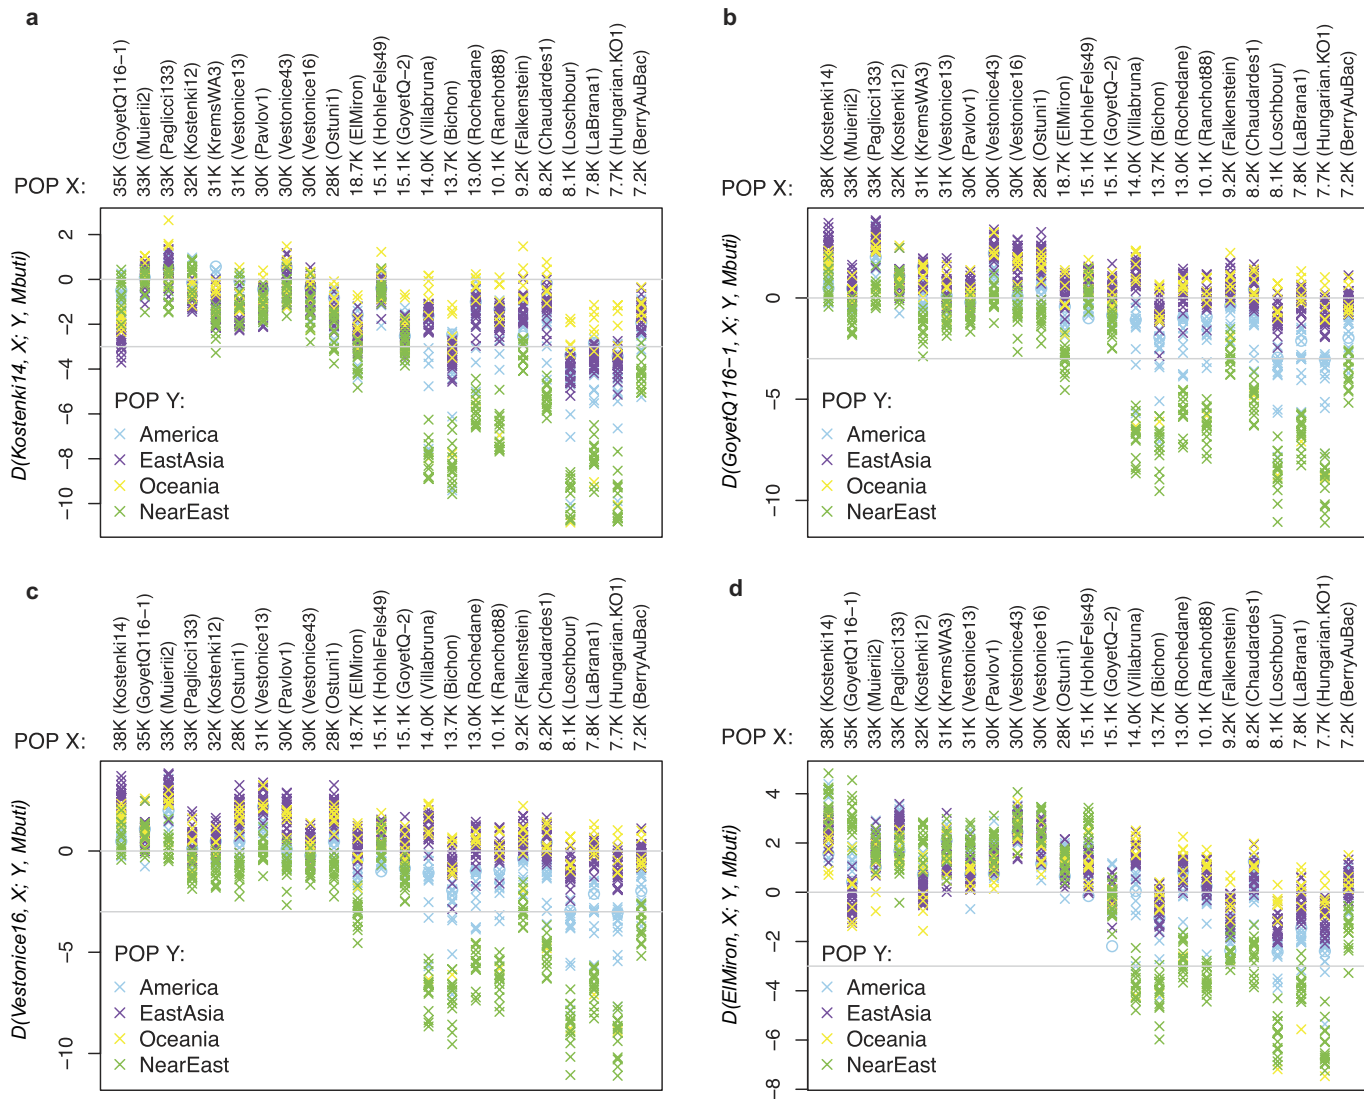 a
POP X:
35K (GoyetQ116−1)
33K (Muierii2)
33K (Paglicci133)
32K (Kostenki12)
31K (KremsWA3)
31K (Vestonice13)
30K (Pavlov1)
30K (Vestonice43)
30K (Vestonice16)
28K (Ostuni1)
18.7K (ElMiron)
15.1K (HohleFels49)
15.1K (GoyetQ−2)
14.0K (Villabruna)
13.7K (Bichon)
13.0K (Rochedane)
10.1K (Ranchot88)
9.2K (Falkenstein)
8.2K (Chaudardes1)
8.1K (Loschbour)
7.8K (LaBrana1)
7.7K (Hungarian.KO1)
7.2K (BerryAuBac)
D(Kostenki14, X; Y, Mbuti)
2
0
−2
−4
−6
−8
−10
POP Y:
America
EastAsia
Oceania
NearEast
b
POP X:
38K (Kostenki14)
33K (Muierii2)
33K (Paglicci133)
32K (Kostenki12)
31K (KremsWA3)
31K (Vestonice13)
30K (Pavlov1)
30K (Vestonice43)
30K (Vestonice16)
28K (Ostuni1)
18.7K (ElMiron)
15.1K (HohleFels49)
15.1K (GoyetQ−2)
14.0K (Villabruna)
13.7K (Bichon)
13.0K (Rochedane)
10.1K (Ranchot88)
9.2K (Falkenstein)
8.2K (Chaudardes1)
8.1K (Loschbour)
7.8K (LaBrana1)
7.7K (Hungarian.KO1)
7.2K (BerryAuBac)
D(GoyetQ116−1, X; Y, Mbuti)
0
−5
−10
POP Y:
America
EastAsia
Oceania
NearEast
c
POP X:
38K (Kostenki14)
35K (GoyetQ116−1)
33K (Muierii2)
33K (Paglicci133)
32K (Kostenki12)
28K (Ostuni1)
31K (Vestonice13)
30K (Pavlov1)
30K (Vestonice43)
28K (Ostuni1)
18.7K (ElMiron)
15.1K (HohleFels49)
15.1K (GoyetQ−2)
14.0K (Villabruna)
13.7K (Bichon)
13.0K (Rochedane)
10.1K (Ranchot88)
9.2K (Falkenstein)
8.2K (Chaudardes1)
8.1K (Loschbour)
7.8K (LaBrana1)
7.7K (Hungarian.KO1)
7.2K (BerryAuBac)
D(Vestonice16, X; Y, Mbuti)
0
−5
−10
POP Y:
America
EastAsia
Oceania
NearEast
d
POP X:
38K (Kostenki14)
35K (GoyetQ116−1)
33K (Muierii2)
33K (Paglicci133)
32K (Kostenki12)
31K (KremsWA3)
31K (Vestonice13)
30K (Pavlov1)
30K (Vestonice43)
30K (Vestonice16)
28K (Ostuni1)
15.1K (HohleFels49)
15.1K (GoyetQ−2)
14.0K (Villabruna)
13.7K (Bichon)
13.0K (Rochedane)
10.1K (Ranchot88)
9.2K (Falkenstein)
8.2K (Chaudardes1)
8.1K (Loschbour)
7.8K (LaBrana1)
7.7K (Hungarian.KO1)
7.2K (BerryAuBac)
D(ElMiron, X; Y, Mbuti)
4
2
0
−2
−4
−6
−8
POP Y:
America
EastAsia
Oceania
NearEast